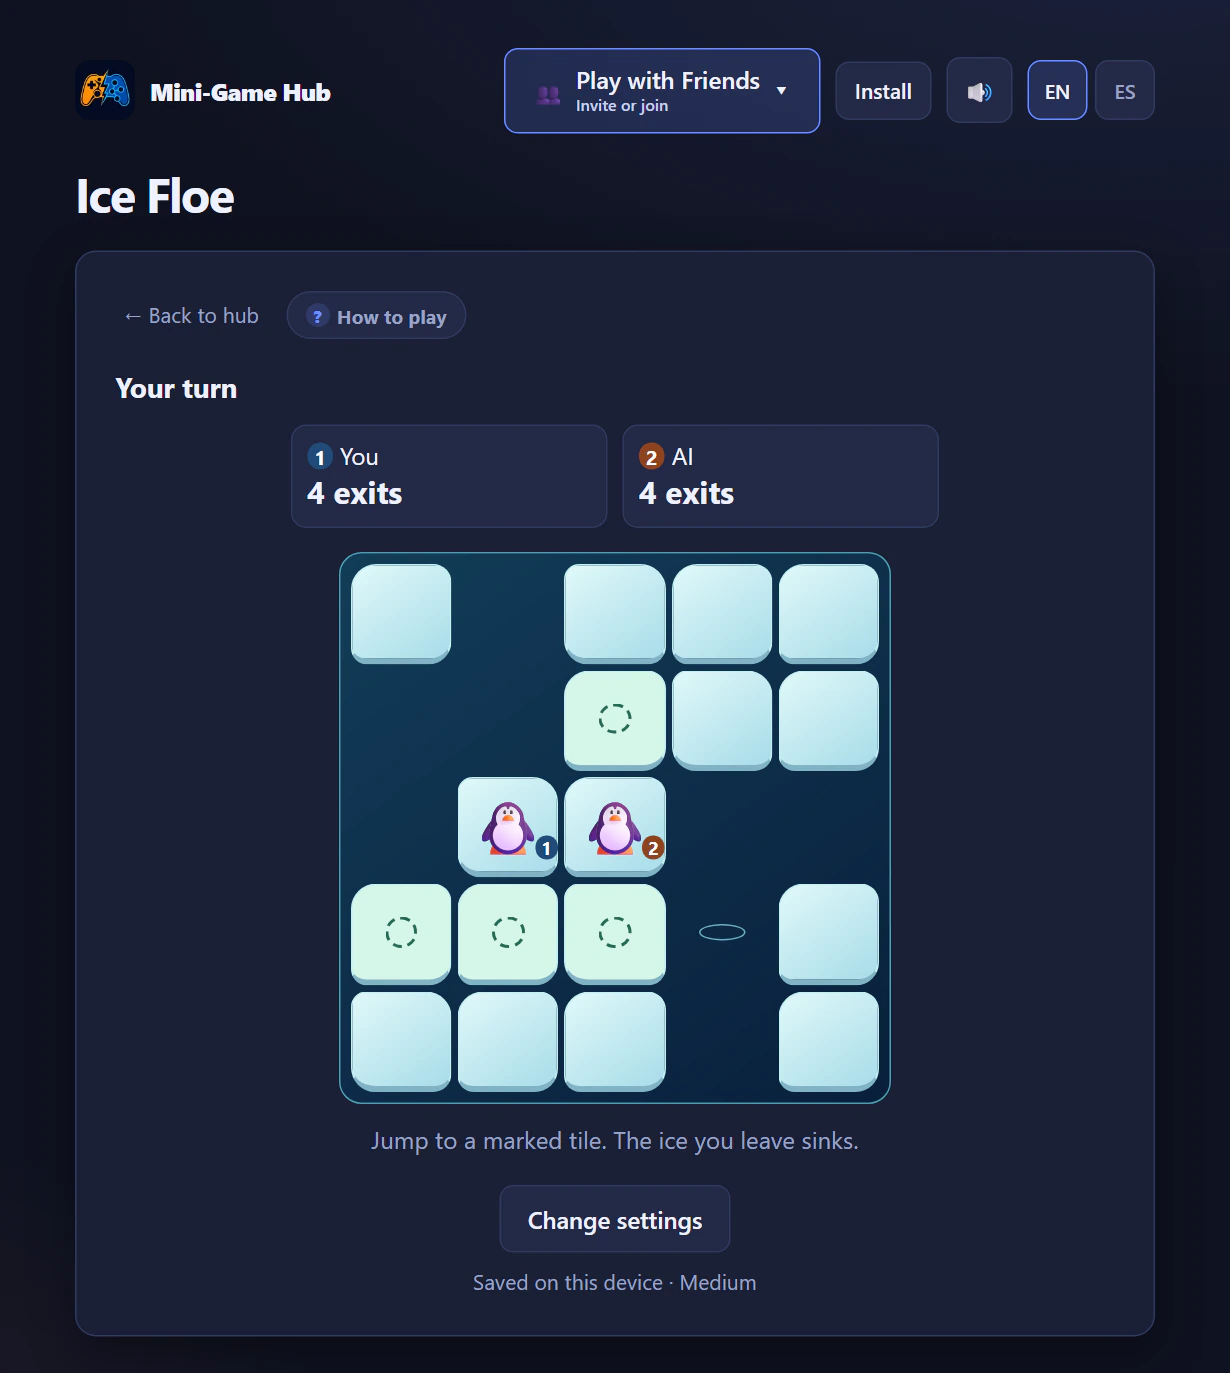 Mini-Game Hub
Play with Friends
Invite or join
Install
EN
ES
Ice Floe
← Back to hub
? How to play
Your turn
1 You
4 exits
2 AI
4 exits
1
2
Jump to a marked tile. The ice you leave sinks.
Change settings
Saved on this device · Medium